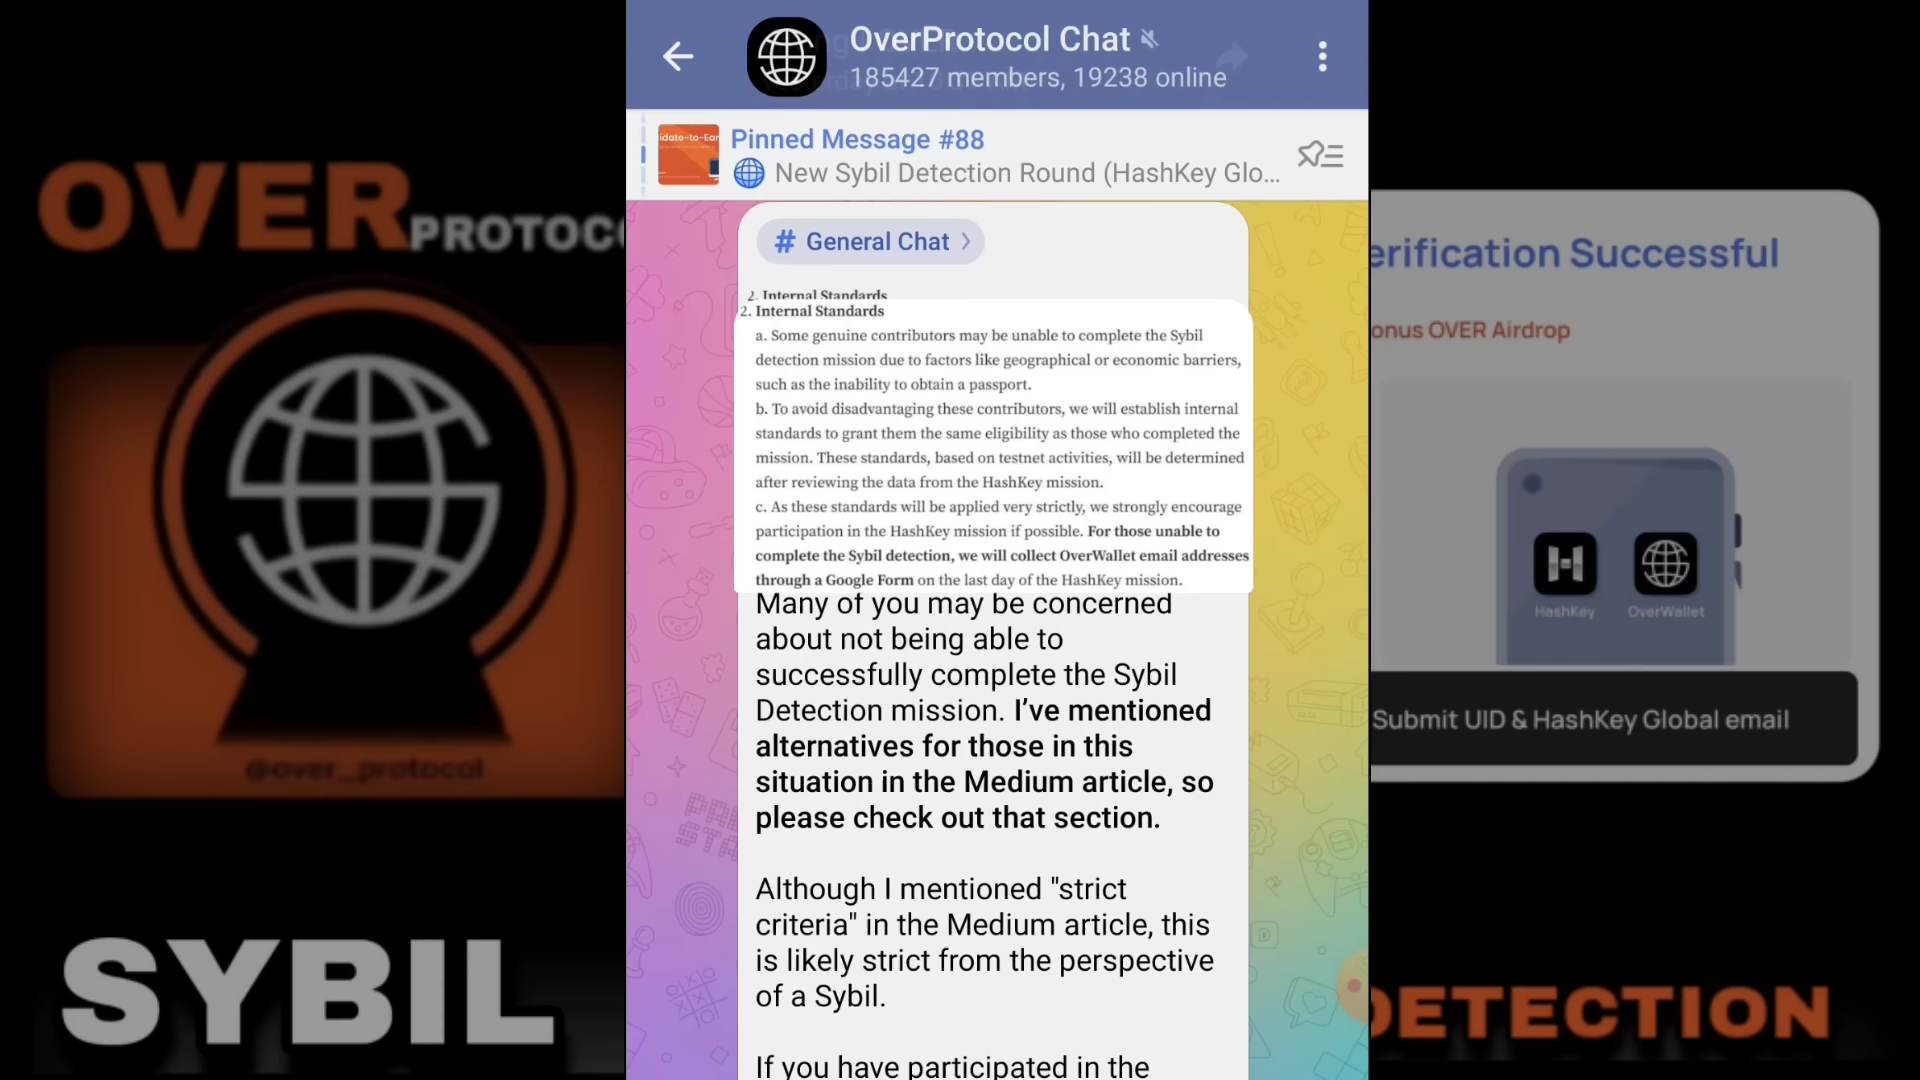 OVER
PROTOCO
@over_protocol
SYBIL
OverProtocol Chat
185427 members, 19238 online
idate-to-Ear
Pinned Message #88
New Sybil Detection Round (HashKey Glo...
# General Chat
2. Internal Standards
2. Internal Standards
a. Some genuine contributors may be unable to complete the Sybil
detection mission due to factors like geographical or economic barriers,
such as the inability to obtain a passport.
b. To avoid disadvantaging these contributors, we will establish internal
standards to grant them the same eligibility as those who completed the
mission. These standards, based on testnet activities, will be determined
after reviewing the data from the HashKey mission.
c. As these standards will be applied very strictly, we strongly encourage
participation in the HashKey mission if possible. For those unable to
complete the Sybil detection, we will collect OverWallet email addresses
through a Google Form on the last day of the HashKey mission.
Many of you may be concerned
about not being able to
successfully complete the Sybil
Detection mission. I’ve mentioned
alternatives for those in this
situation in the Medium article, so
please check out that section.
Although I mentioned "strict
criteria" in the Medium article, this
is likely strict from the perspective
of a Sybil.
If you have participated in the
erification Successful
onus OVER Airdrop
HashKey OverWallet
Submit UID & HashKey Global email
DETECTION